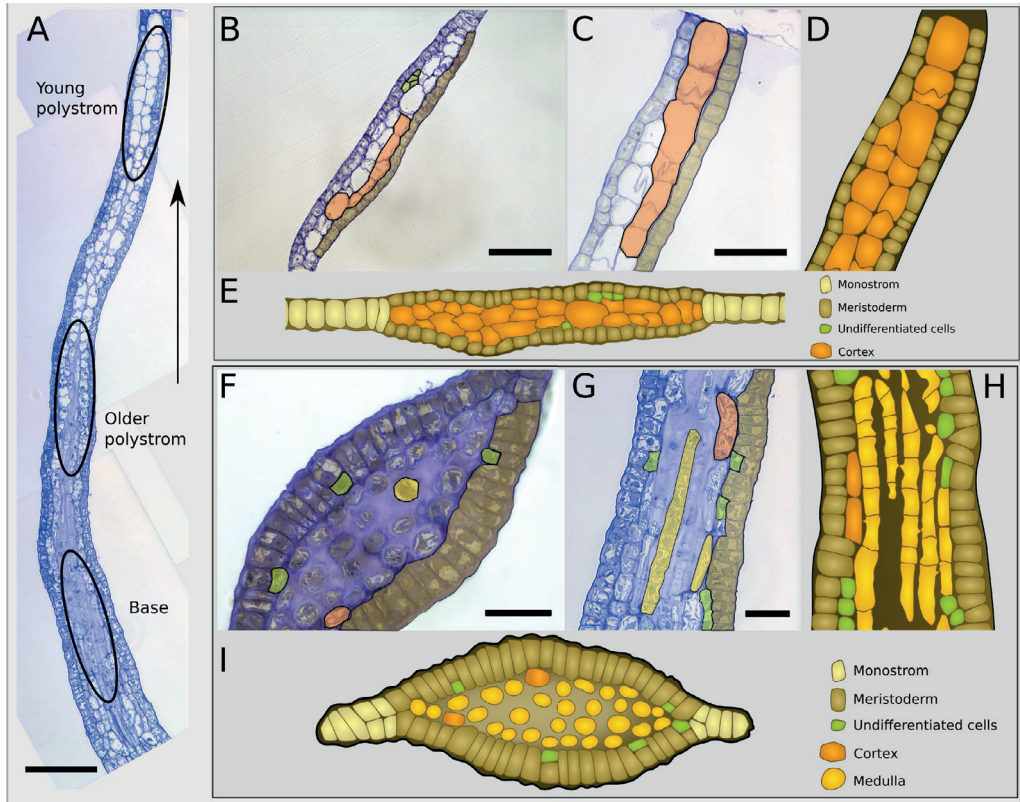 A
Young
polystrom
Older
polystrom
Base
B
C
D
E
Monostrom
Meristoderm
Undifferentiated cells
Cortex
F
G
H
I
Monostrom
Meristoderm
Undifferentiated cells
Cortex
Medulla